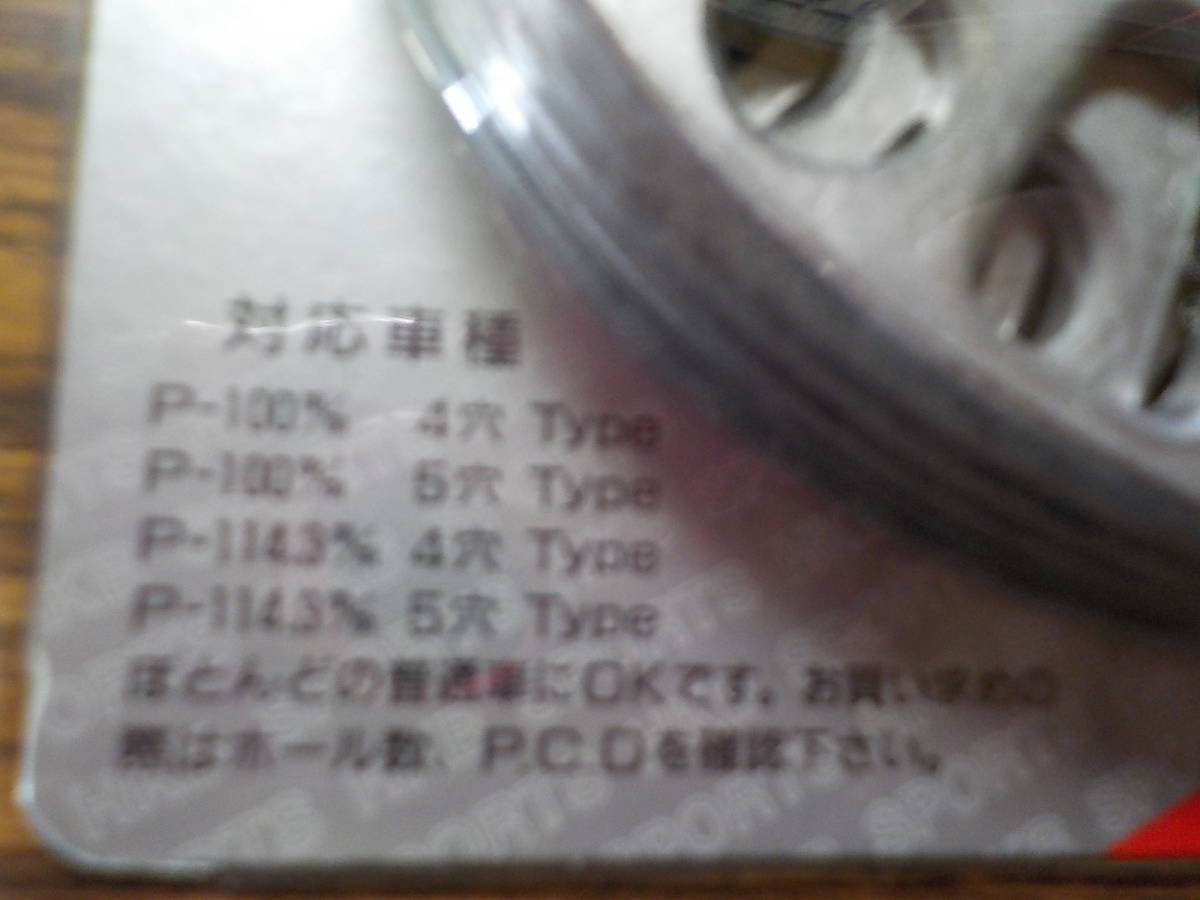 対応車種
P-100% 4穴 Type
P-100% 5穴 Type
P-114.3% 4穴 Type
P-114.3% 5穴 Type
ほとんどの普通車にOKです。お買い求めの
際はホール数、P.C.Dを確認下さい。
SPORTS